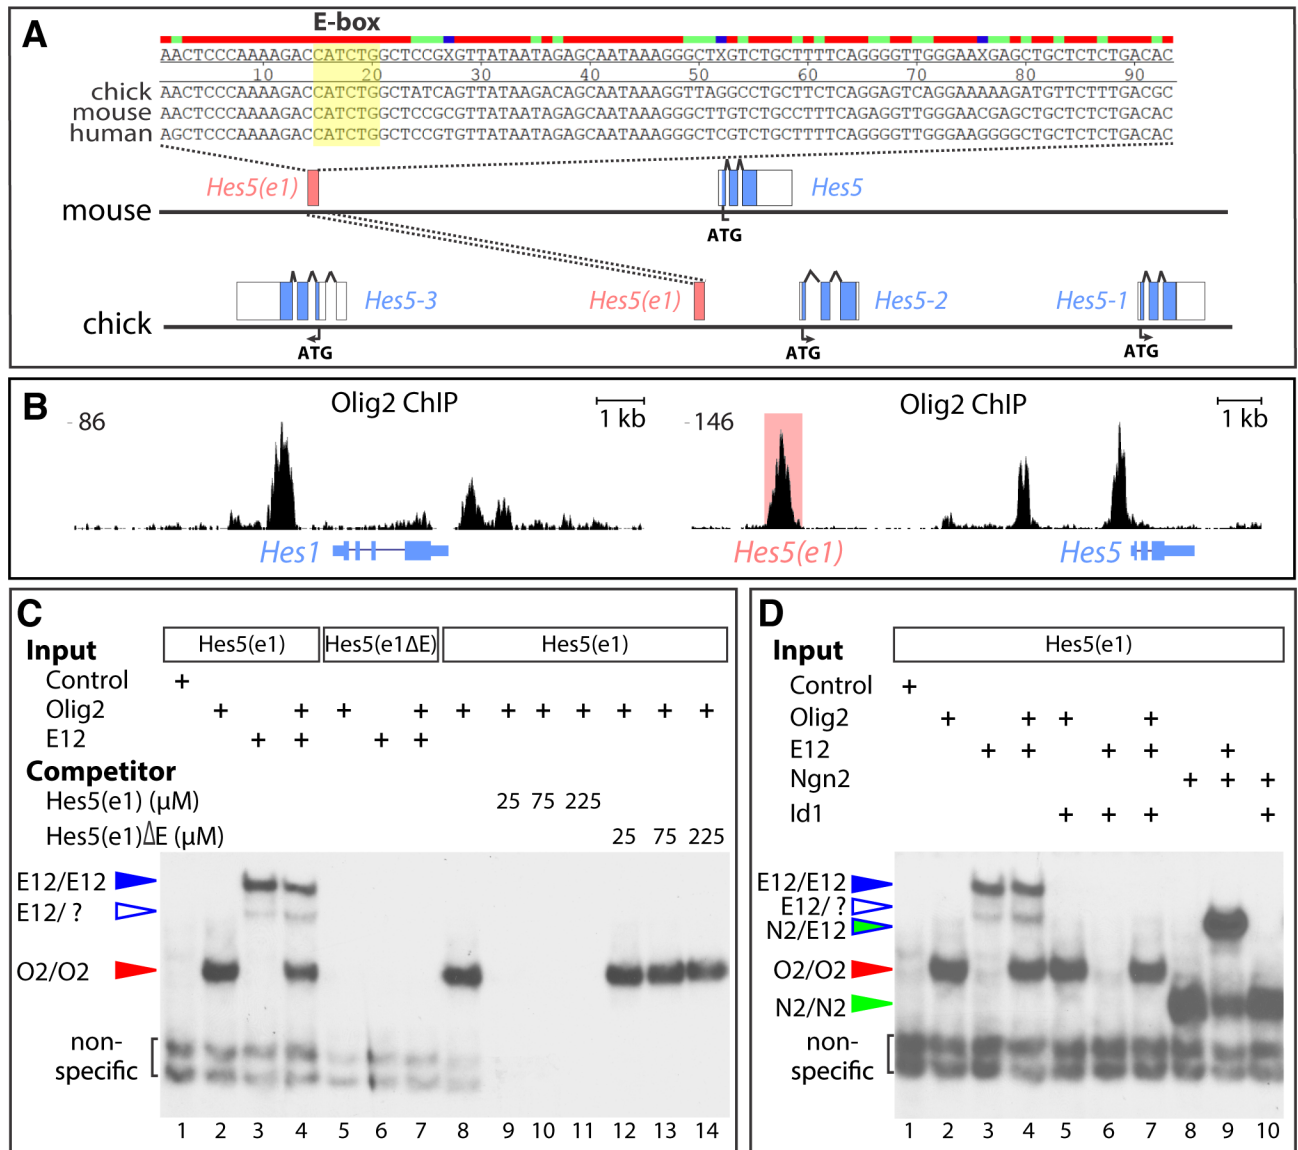 A
E-box
AACTCCCAAAAGACCATCTGGCTCCGXGTTATAATAGAGCAATAAAGGGCTXGTCTGCTTTTCAGGGGTTGGGAAXGAGCTGCTCTCTGACAC
10 20 30 40 50 60 70 80 90
chick AACTCCCAAAAGACCATCTGGCTATCAGTTATAAGACAGCAATAAAGGTTAGGCCTGCTTCTCAGGAGTCAGGAAAAAGATGTTCTTTGACGC
mouse AACTCCCAAAAGACCATCTGGCTCCGCGTTATAATAGAGCAATAAAGGGCTTGTCTGCCTTTCAGAGGTTGGGAACGAGCTGCTCTCTGACAC
human AGCTCCCAAAAGACCATCTGGCTCCGTGTTATAATAGAGCAATAAAGGGCTCGTCTGCTTTTCAGGGGTTGGGAAGGGGCTGCTCTCTGACAC
Hes5(e1) Hes5
mouse
ATG
Hes5-3 Hes5(e1) Hes5-2 Hes5-1
chick
ATG ATG ATG
B
Olig2 ChIP
- 86
1 kb
Hes1
Olig2 ChIP
- 146
1 kb
Hes5(e1) Hes5
C
Input
Hes5(e1) Hes5(e1ΔE) Hes5(e1)
Control +
Olig2 + + + + + + + + + + +
E12 + + + +
Competitor
Hes5(e1) (µM) 25 75 225
Hes5(e1)ΔE (µM) 25 75 225
E12/E12
E12/ ?
O2/O2
non-
specific
1 2 3 4 5 6 7 8 9 10 11 12 13 14
D
Input
Hes5(e1)
Control +
Olig2 + + + +
E12 + + + + +
Ngn2 + + +
Id1 + + + +
E12/E12
E12/ ?
N2/E12
O2/O2
N2/N2
non-
specific
1 2 3 4 5 6 7 8 9 10